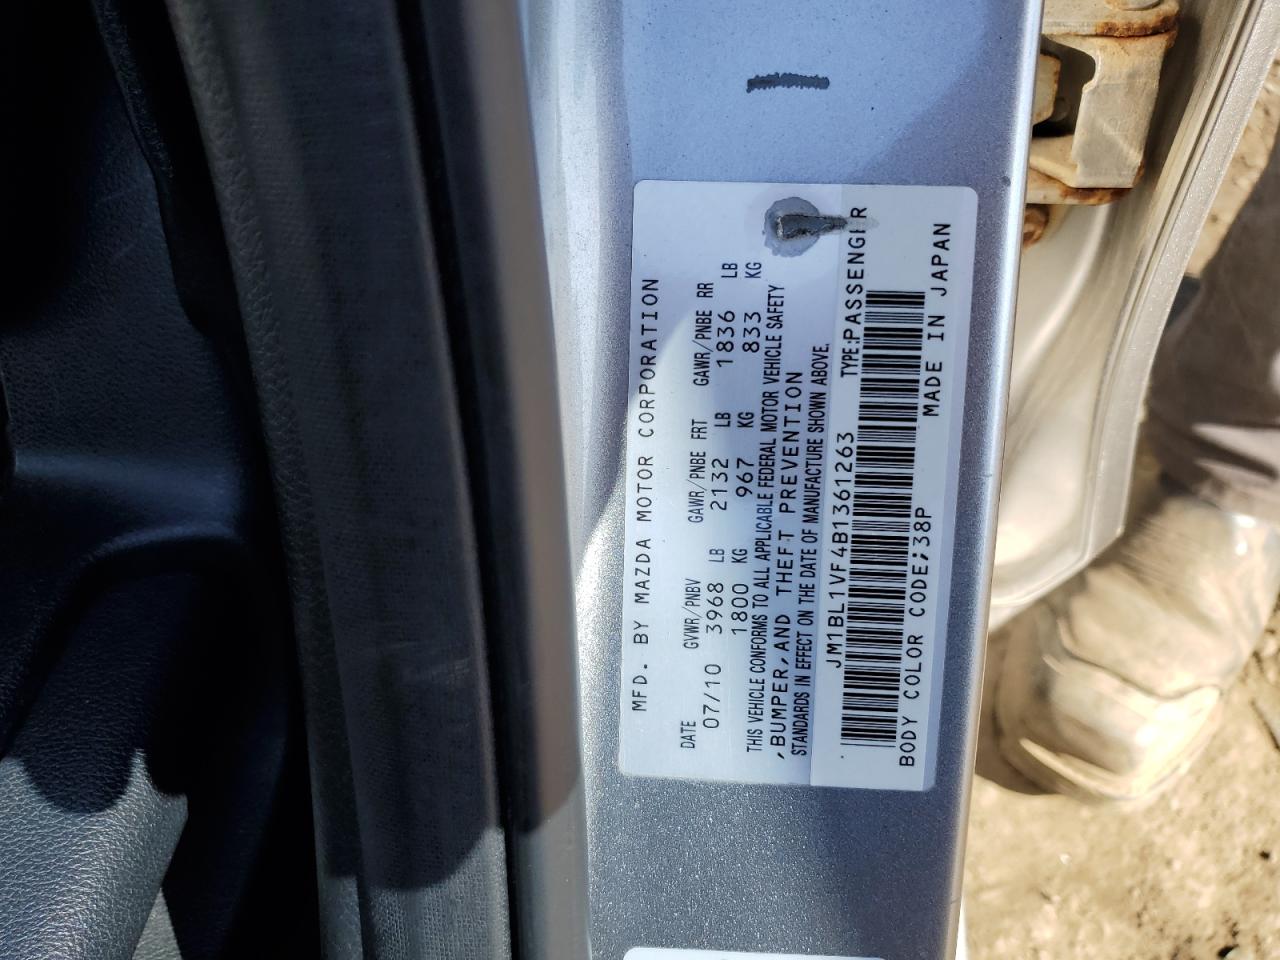 MFD. BY MAZDA MOTOR CORPORATION
DATE GVWR/PNBV GAWR/PNBE FRT GAWR/PNBE RR
07/10 3968 LB 2132 LB 1836 LB
1800 KG 967 KG 833 KG
THIS VEHICLE CONFORMS TO ALL APPLICABLE FEDERAL MOTOR VEHICLE SAFETY
,BUMPER,AND THEFT PREVENTION
STANDARDS IN EFFECT ON THE DATE OF MANUFACTURE SHOWN ABOVE.
JM1BL1VF4B1361263 TYPE:PASSENGER
BODY COLOR CODE;38P MADE IN JAPAN